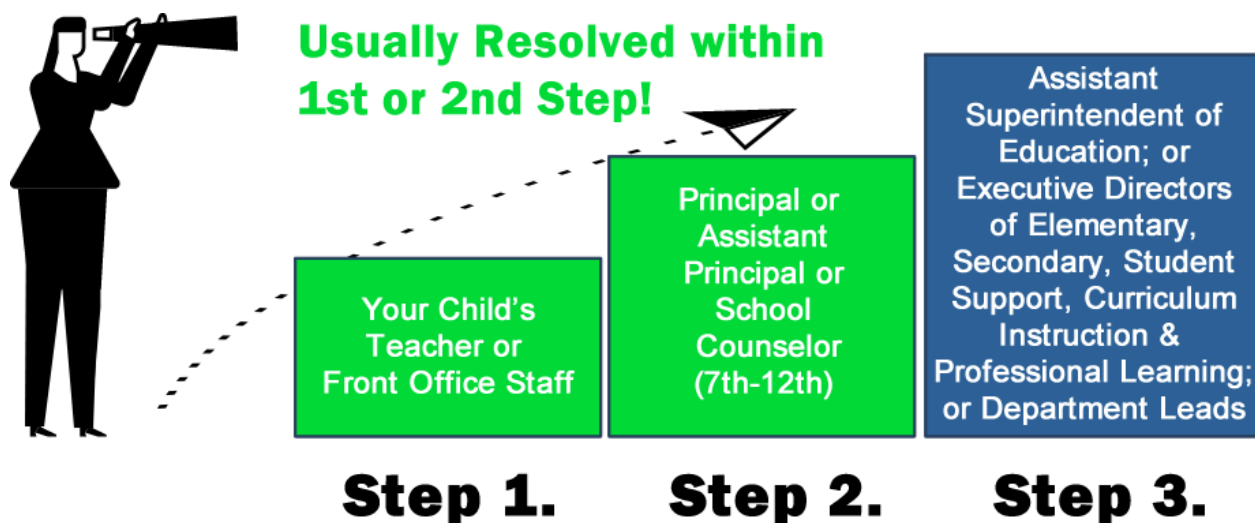 Usually Resolved within
1st or 2nd Step!
Your Child's
Teacher or
Front Office Staff
Principal or
Assistant
Principal or
School
Counselor
(7th-12th)
Assistant
Superintendent of
Education; or
Executive Directors
of Elementary,
Secondary, Student
Support, Curriculum
Instruction &
Professional Learning;
or Department Leads
Step 1.
Step 2.
Step 3.